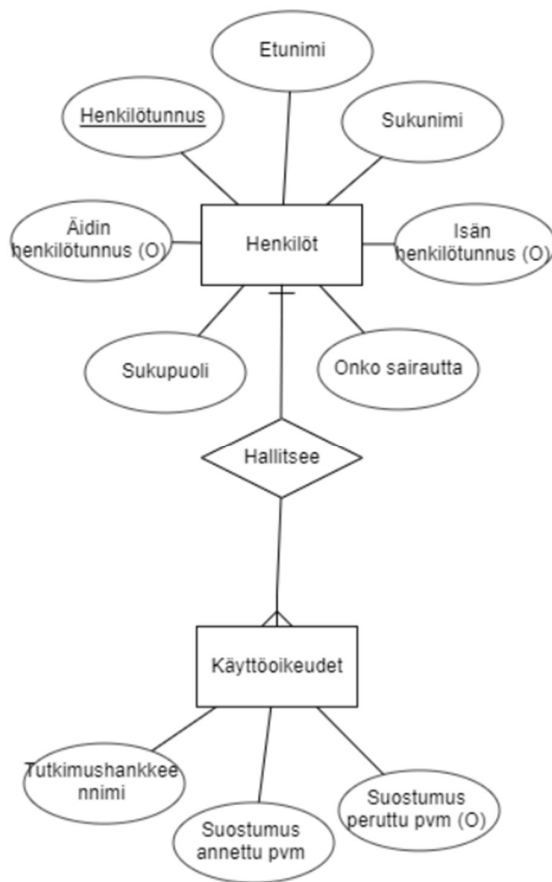 Etunimi
Henkilötunnus
Sukunimi
Äidin
henkilötunnus (O)
Henkilöt
Isän
henkilötunnus (O)
Sukupuoli
Onko sairautta
Hallitsee
Käyttöoikeudet
Tutkimushankkee
nnimi
Suostumus
annettu pvm
Suostumus
peruttu pvm (O)